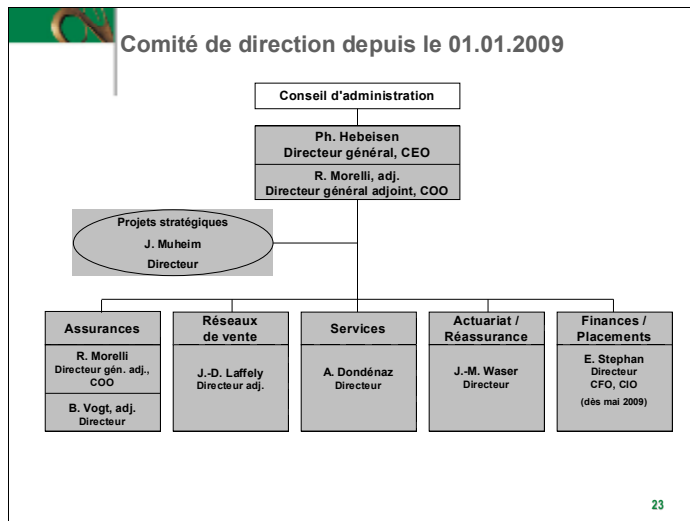 Comité de direction depuis le 01.01.2009
Conseil d'administration
Ph. Hebeisen
Directeur général, CEO
R. Morelli, adj.
Directeur général adjoint, COO
Projets stratégiques
J. Muheim
Directeur
Assurances
R. Morelli
Directeur gén. adj.,
COO
B. Vogt, adj.
Directeur
Réseaux
de vente
J.-D. Laffely
Directeur adj.
Services
A. Dondénaz
Directeur
Actuariat /
Réassurance
J.-M. Waser
Directeur
Finances /
Placements
E. Stephan
Directeur
CFO, CIO
(dès mai 2009)
23